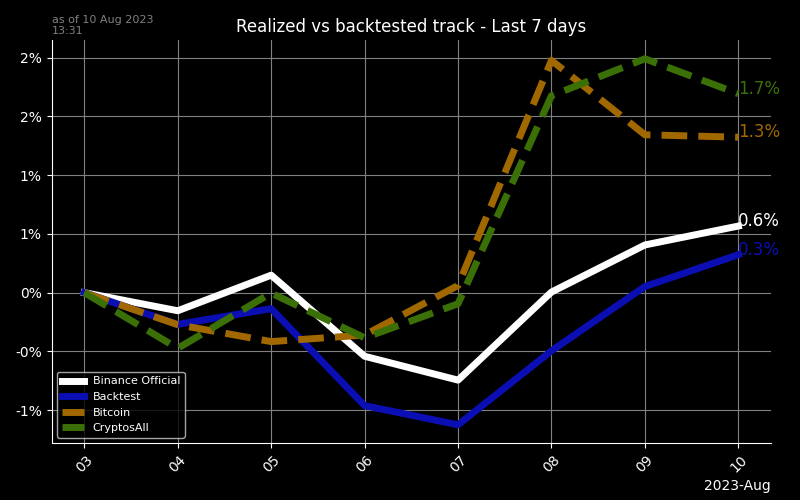 as of 10 Aug 2023
13:31
Realized vs backtested track - Last 7 days
2%
2%
1%
1%
0%
-0%
-1%
1.7%
1.3%
0.6%
0.3%
Binance Official
Backtest
Bitcoin
CryptosAll
03
04
05
06
07
08
09
10
2023-Aug